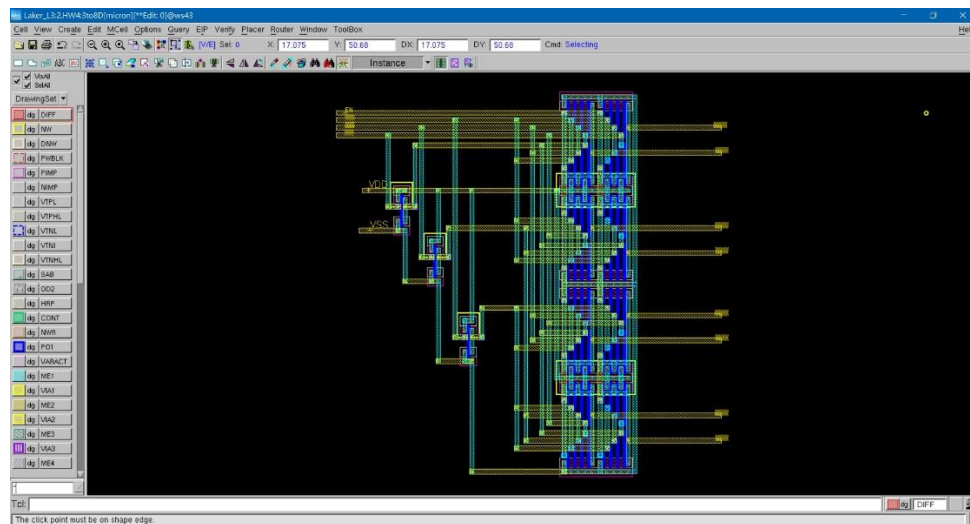 Laker_L3:2.HW4:3to8D[micron][**Edit: 0]@ws43
Cell View Create Edit MCell Options Query EIP Verify Placer Router Window ToolBox
[V/E] Sel: 0 X: 17.075 Y: 50.68 DX: 17.075 DY: 50.68 Cmd: Selecting
ABC Instance
VisAll
SelAll
DrawingSet
dg DIFF
dg NW
dg DNW
dg PWBLK
dg PIMP
dg NIMP
dg VTPL
dg VTPHL
dg VTNL
dg VTNI
dg VTNHL
dg SAB
dg GO2
dg HRP
dg CONT
dg NWR
dg PO1
dg VARACT
dg ME1
dg VIA1
dg ME2
dg VIA2
dg ME3
dg VIA3
dg ME4
EN
VDD
VSS
Tcl:
dg DIFF
The click point must be on shape edge.